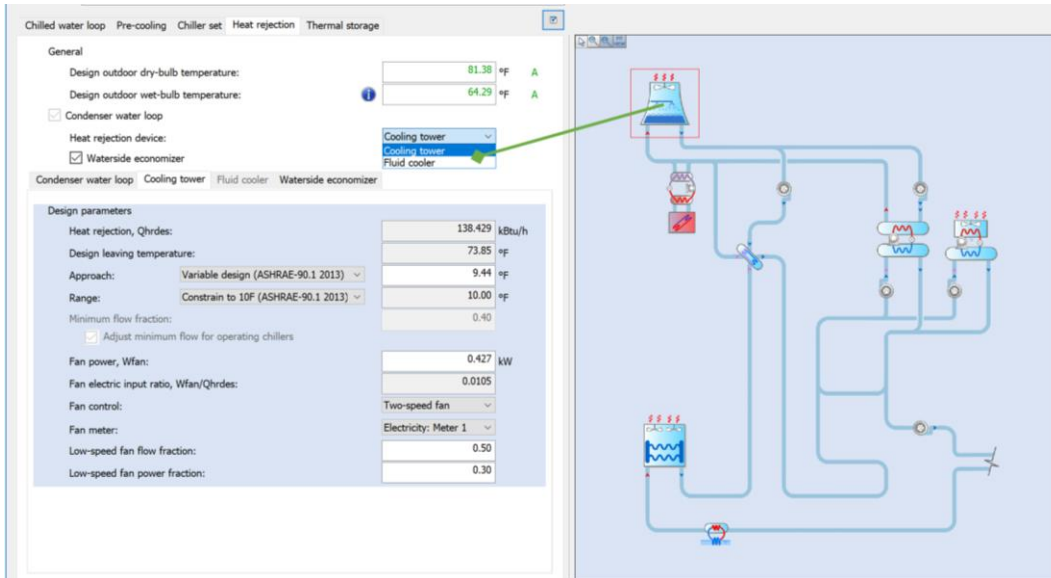 Chilled water loop Pre-cooling Chiller set Heat rejection Thermal storage
General
Design outdoor dry-bulb temperature: 81.38 °F A
Design outdoor wet-bulb temperature: 64.29 °F A
Condenser water loop
Heat rejection device: Cooling tower
Cooling tower
Waterside economizer
Fluid cooler
Condenser water loop Cooling tower Fluid cooler Waterside economizer
Design parameters
Heat rejection, Qhrdes: 138.429 kBtu/h
Design leaving temperature: 73.85 °F
Approach: Variable design (ASHRAE-90.1 2013) 9.44 °F
Range: Constrain to 10F (ASHRAE-90.1 2013) 10.00 °F
Minimum flow fraction: 0.40
Adjust minimum flow for operating chillers
Fan power, Wfan: 0.427 kW
Fan electric input ratio, Wfan/Qhrdes: 0.0105
Fan control: Two-speed fan
Fan meter: Electricity: Meter 1
Low-speed fan flow fraction: 0.50
Low-speed fan power fraction: 0.30